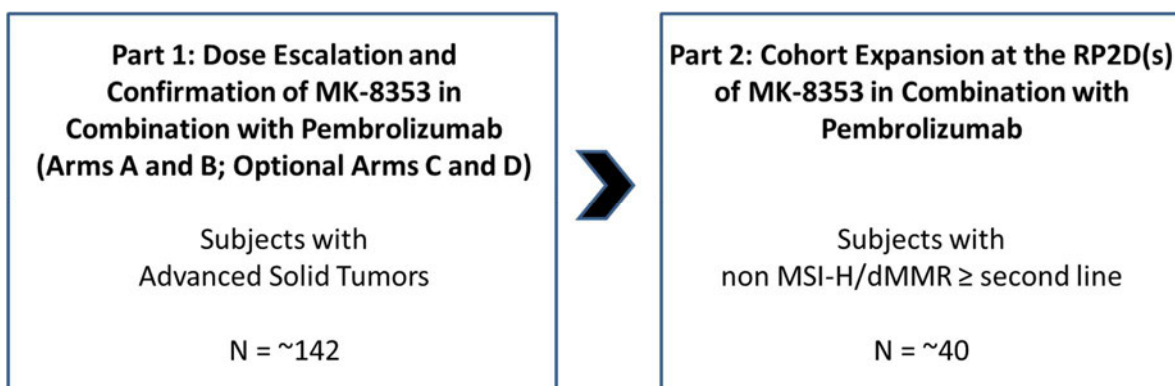 Part 1: Dose Escalation and
Confirmation of MK-8353 in
Combination with Pembrolizumab
(Arms A and B; Optional Arms C and D)
Subjects with
Advanced Solid Tumors
N = ~142
Part 2: Cohort Expansion at the RP2D(s)
of MK-8353 in Combination with
Pembrolizumab
Subjects with
non MSI-H/dMMR ≥ second line
N = ~40